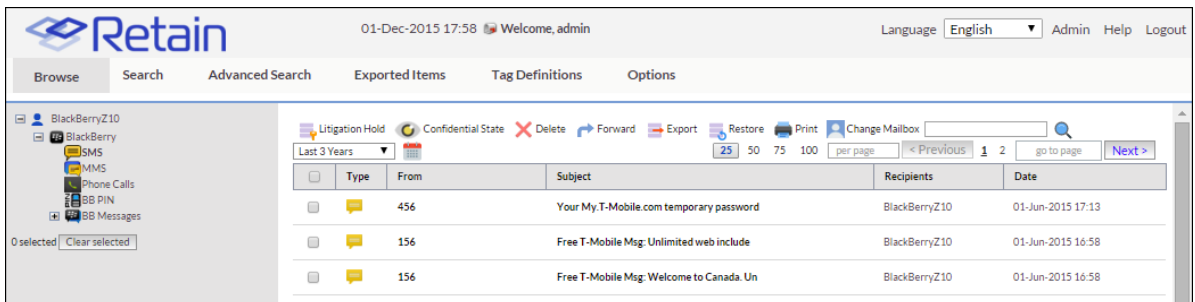 Retain
01-Dec-2015 17:58 Welcome, admin
Language English Admin Help Logout
Browse Search Advanced Search Exported Items Tag Definitions Options
BlackBerryZ10
BlackBerry
SMS
MMS
Phone Calls
BB PIN
BB Messages
0 selected Clear selected
Litigation Hold Confidential State Delete Forward Export Restore Print Change Mailbox
Last 3 Years 25 50 75 100 per page < Previous 1 2 go to page Next >
Type From Subject Recipients Date
456 Your My.T-Mobile.com temporary password BlackBerryZ10 01-Jun-2015 17:13
156 Free T-Mobile Msg: Unlimited web include BlackBerryZ10 01-Jun-2015 16:58
156 Free T-Mobile Msg: Welcome to Canada. Un BlackBerryZ10 01-Jun-2015 16:58